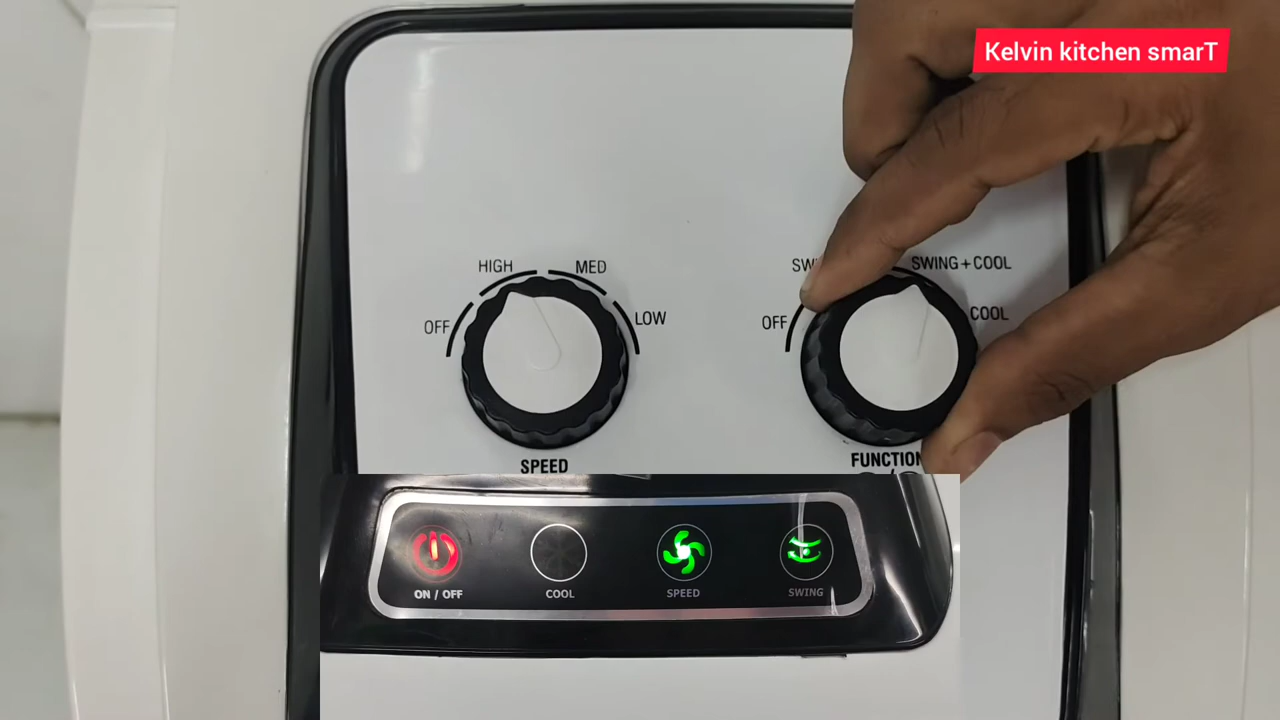 Kelvin kitchen smarT
HIGH
MED
OFF
LOW
SPEED
SWING+COOL
OFF
COOL
FUNCTION
ON / OFF
COOL
SPEED
SWING